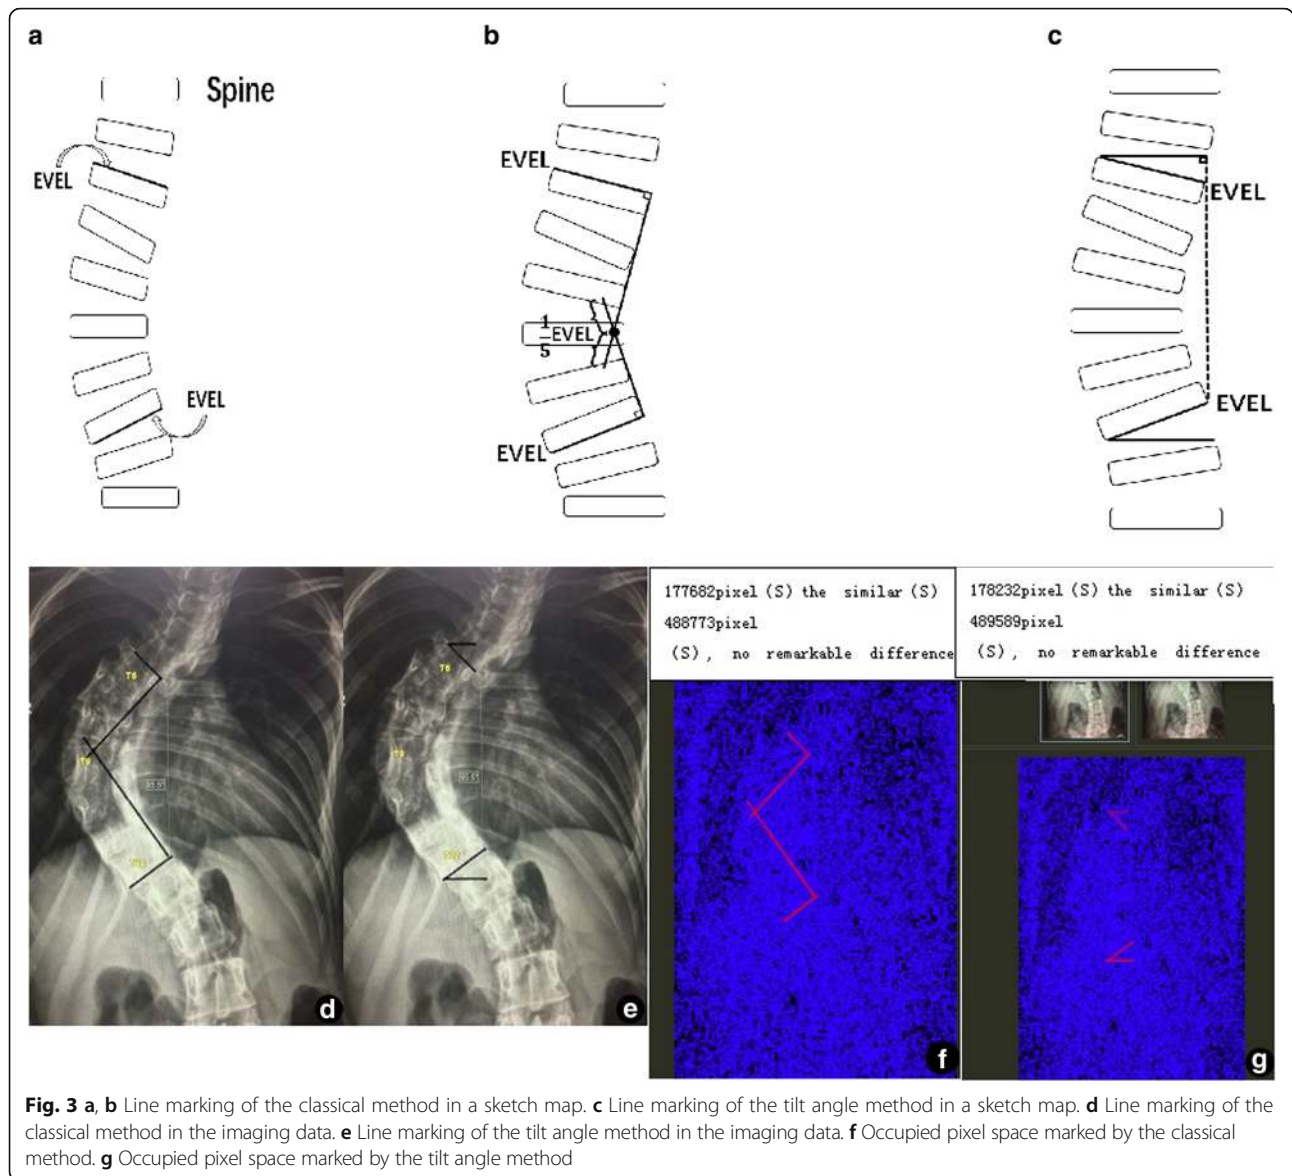 a
b
c
Spine
EVEL
EVEL
EVEL
1
5
EVEL
EVEL
EVEL
EVEL
177682pixel (S) the similar (S)
488773pixel
(S), no remarkable difference
178232pixel (S) the similar (S)
489589pixel
(S), no remarkable difference
T6
T6
d
e
f
g
Fig. 3 a, b Line marking of the classical method in a sketch map. c Line marking of the tilt angle method in a sketch map. d Line marking of the
classical method in the imaging data. e Line marking of the tilt angle method in the imaging data. f Occupied pixel space marked by the classical
method. g Occupied pixel space marked by the tilt angle method